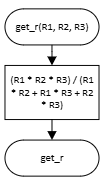 get_r(R1, R2, R3)
(R1 * R2 * R3) / (R1
* R2 + R1 * R3 + R2
* R3)
get_r